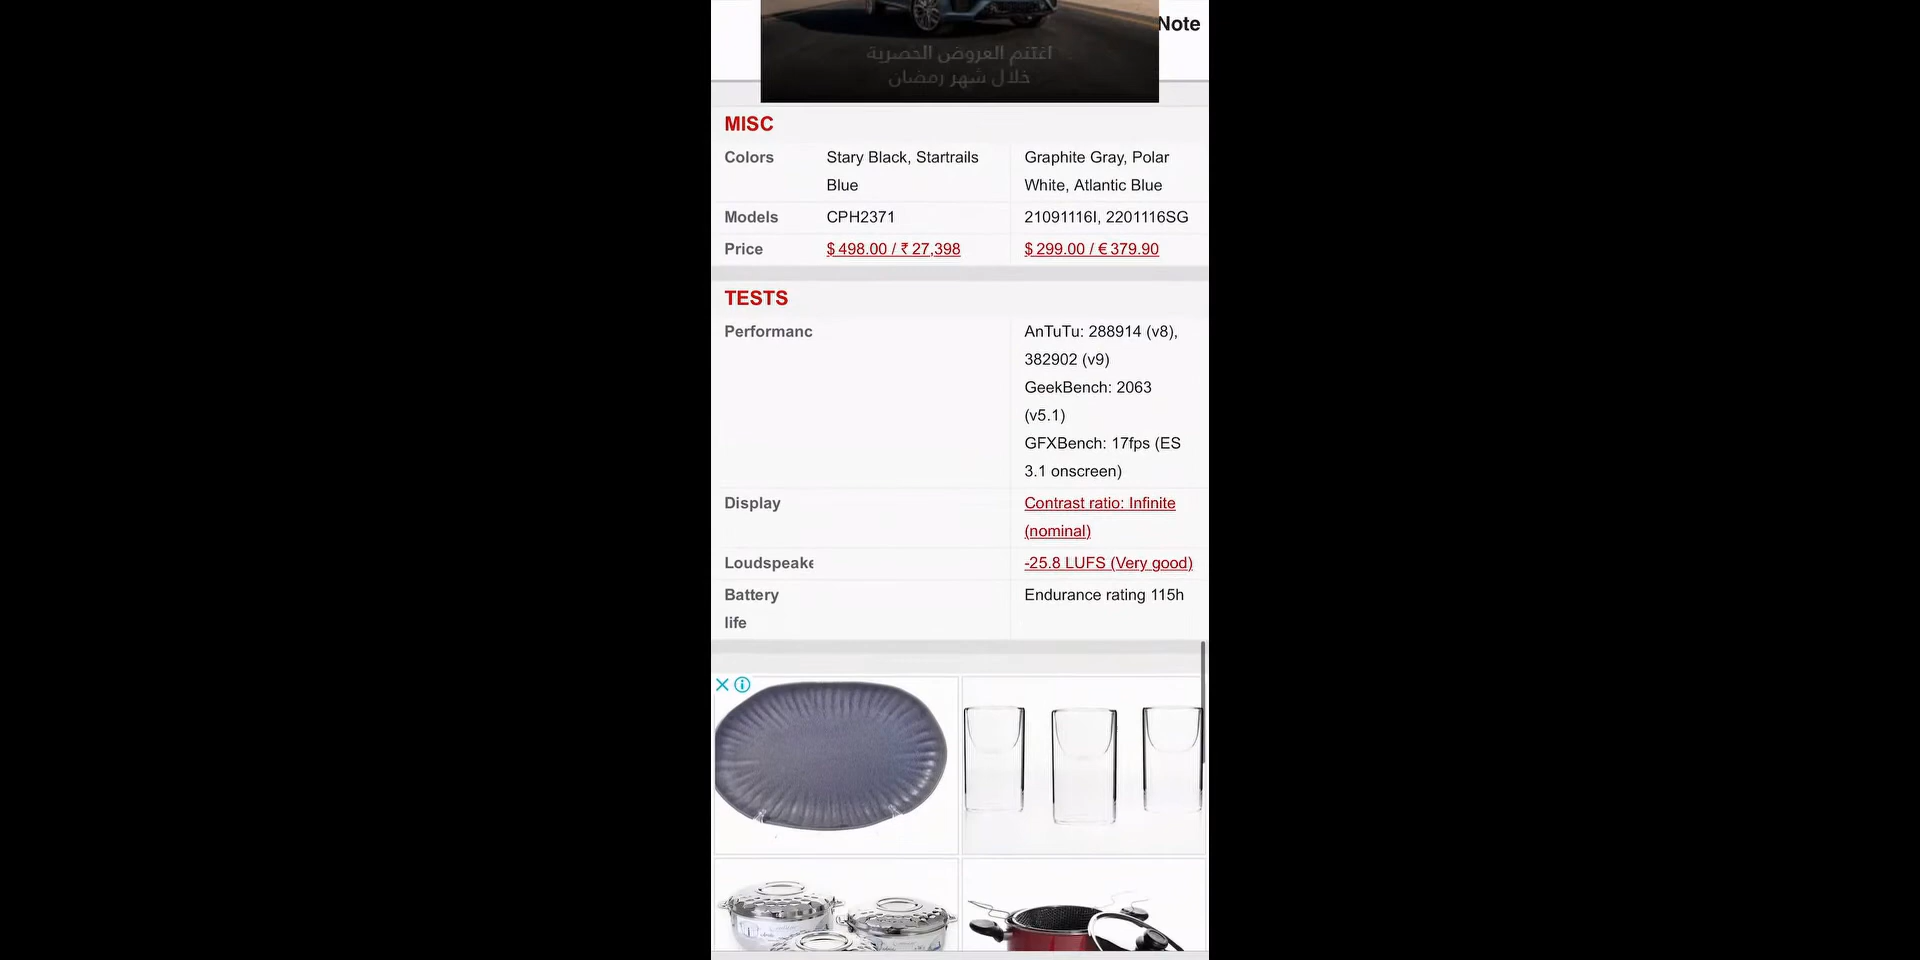 Note
اغتنم العروض الحصرية
خلال شهر رمضان
MISC
Colors
Stary Black, Startrails
Blue
Graphite Gray, Polar
White, Atlantic Blue
Models
CPH2371
21091116I, 2201116SG
Price
$ 498.00 / ₹ 27,398
$ 299.00 / € 379.90
TESTS
Performanc
AnTuTu: 288914 (v8),
382902 (v9)
GeekBench: 2063
(v5.1)
GFXBench: 17fps (ES
3.1 onscreen)
Display
Contrast ratio: Infinite
(nominal)
Loudspeake
-25.8 LUFS (Very good)
Battery
life
Endurance rating 115h